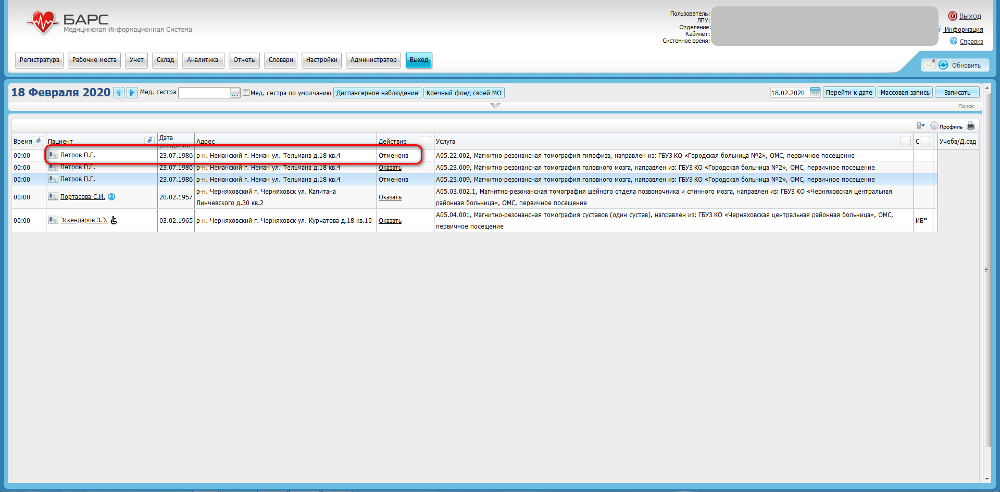 БАРС
Медицинская Информационная Система
Пользователь:
ЛПУ:
Отделение:
Кабинет:
Системное время:
Выход
Информация
Справка
Регистратура Рабочие места Учет Склад Аналитика Отчеты Словари Настройки Администратор Выход
Обновить
18 Февраля 2020 Мед. сестра ... Мед. сестра по умолчанию Диспансерное наблюдение Коечный фонд своей МО 18.02.2020 Перейти к дате Массовая запись Записать
Поиск
Профиль
Время Пациент Дата рождения Адрес Действие Услуга С Учеба/Д.сад
00:00 Петров П.Г. 23.07.1986 р-н. Неманский г. Неман ул. Тельмана д.18 кв.4 Отменена A05.22.002, Магнитно-резонансная томография гипофиза, направлен из: ГБУЗ КО «Городская больница №2», ОМС, первичное посещение
00:00 Петров П.Г. 23.07.1986 р-н. Неманский г. Неман ул. Тельмана д.18 кв.4 Оказать A05.23.009, Магнитно-резонансная томография головного мозга, направлен из: ГБУЗ КО «Городская больница №2», ОМС, первичное посещение
00:00 Петров П.Г. 23.07.1986 р-н. Неманский г. Неман ул. Тельмана д.18 кв.4 Отменена A05.23.009, Магнитно-резонансная томография головного мозга, направлен из: ГБУЗ КО «Городская больница №2», ОМС, первичное посещение
00:00 Портасова С.И. 20.02.1957 р-н. Черняховский г. Черняховск ул. Капитана Линчевского д.30 кв.2 Оказать A05.03.002.1, Магнитно-резонансная томография шейного отдела позвоночника и спинного мозга, направлен из: ГБУЗ КО «Черняховская центральная районная больница», ОМС, первичное посещение
00:00 Эскендаров З.Э. 03.02.1965 р-н. Черняховский г. Черняховск ул. Курчатова д.18 кв.10 Оказать A05.04.001, Магнитно-резонансная томография суставов (один сустав), направлен из: ГБУЗ КО «Черняховская центральная районная больница», ОМС, первичное посещение ИБ*